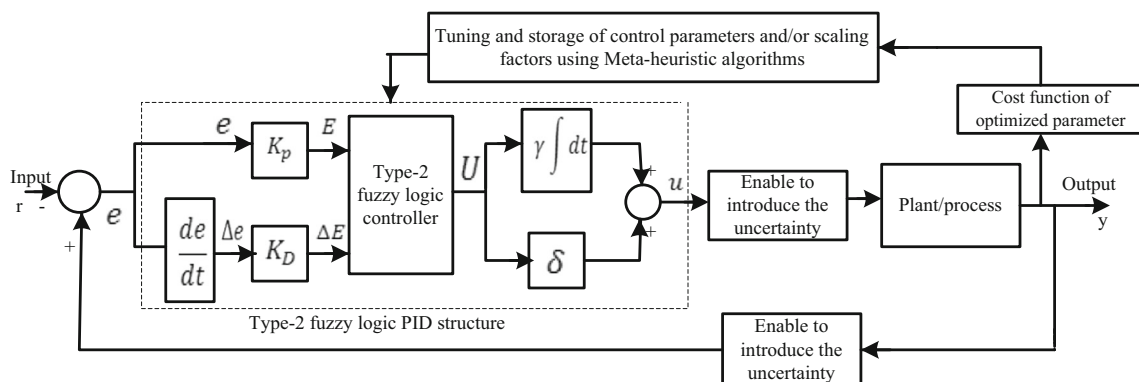 Tuning and storage of control parameters and/or scaling
factors using Meta-heuristic algorithms
Cost function of
optimized parameter
Input
r
-
+
e
e
K_p
E
de
dt
Δe
K_D
ΔE
Type-2
fuzzy logic
controller
U
γ∫dt
δ
+
+
u
Enable to
introduce the
uncertainty
Plant/process
Output
y
Type-2 fuzzy logic PID structure
Enable to
introduce the
uncertainty